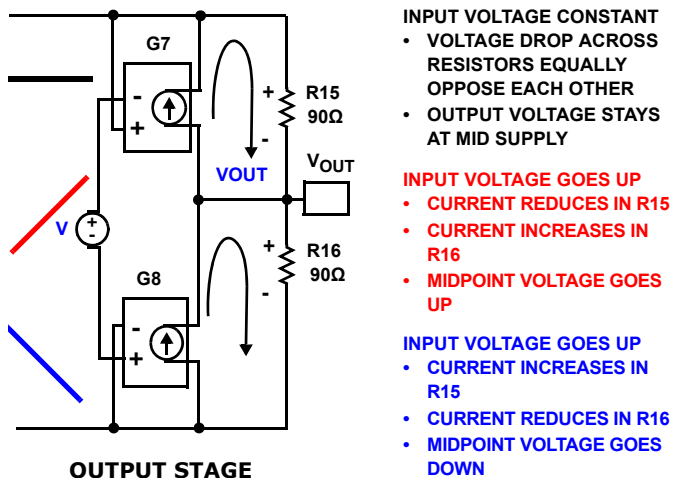 G7
-
+
+
-
R15
90Ω
VOUT
VOUT
V
+
-
G8
-
+
+
-
R16
90Ω
OUTPUT STAGE
INPUT VOLTAGE CONSTANT
• VOLTAGE DROP ACROSS
RESISTORS EQUALLY
OPPOSE EACH OTHER
• OUTPUT VOLTAGE STAYS
AT MID SUPPLY
INPUT VOLTAGE GOES UP
• CURRENT REDUCES IN R15
• CURRENT INCREASES IN
R16
• MIDPOINT VOLTAGE GOES
UP
INPUT VOLTAGE GOES UP
• CURRENT INCREASES IN
R15
• CURRENT REDUCES IN R16
• MIDPOINT VOLTAGE GOES
DOWN